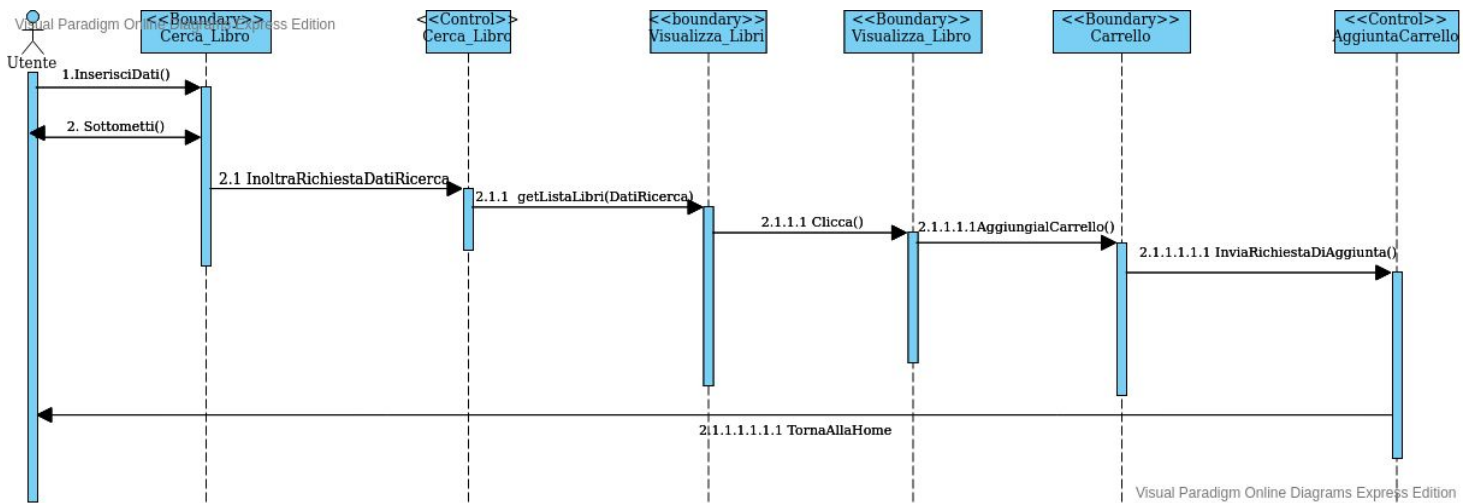 Visual Paradigm Online Diagrams Express Edition
Utente
<<Boundary>>
Cerca_Libro
<<Control>>
Cerca_Libro
<<boundary>>
Visualizza_Libri
<<Boundary>>
Visualizza_Libro
<<Boundary>>
Carrello
<<Control>>
AggiuntaCarrello
1.InserisciDati()
2. Sottometti()
2.1 InoltraRichiestaDatiRicerca
2.1.1 getListaLibri(DatiRicerca)
2.1.1.1 Clicca()
2.1.1.1.1AggiungialCarrello()
2.1.1.1.1.1 InviaRichiestaDiAggiunta()
2.1.1.1.1.1.1 TornaAllaHome
Visual Paradigm Online Diagrams Express Edition